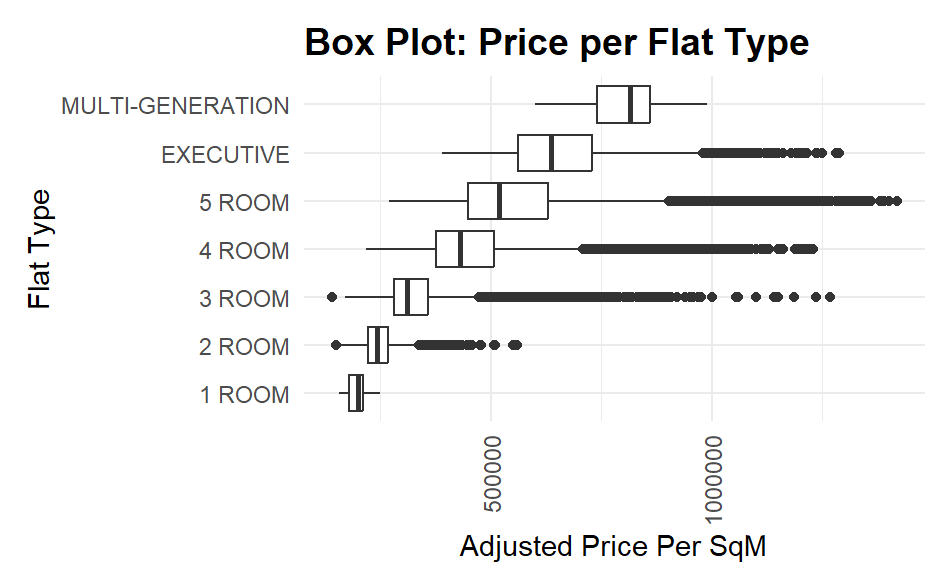 Box Plot: Price per Flat Type
Flat Type
MULTI-GENERATION
EXECUTIVE
5 ROOM
4 ROOM
3 ROOM
2 ROOM
1 ROOM
500000
1000000
Adjusted Price Per SqM